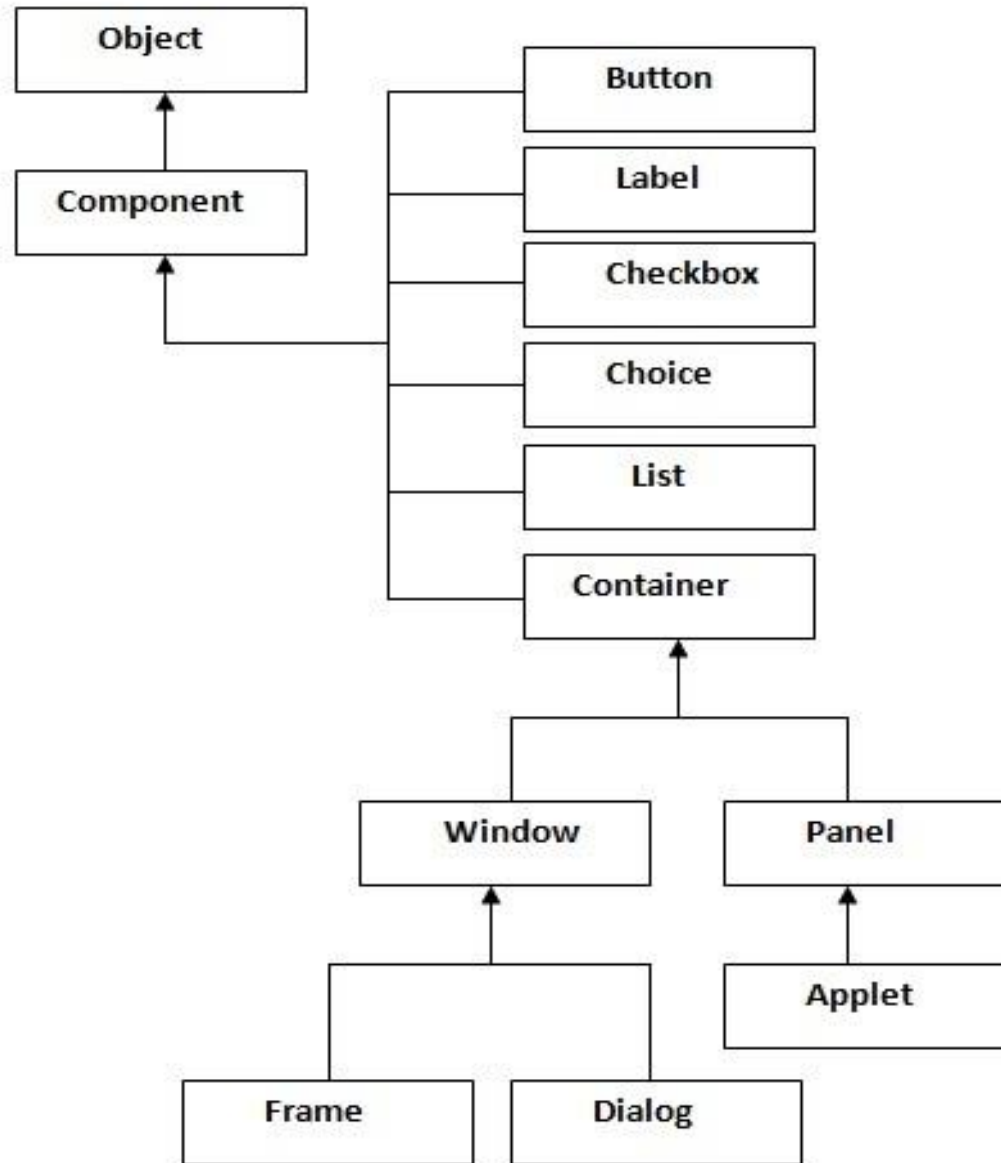 Object
Button
Label
Component
Checkbox
Choice
List
Container
Window
Panel
Applet
Frame
Dialog